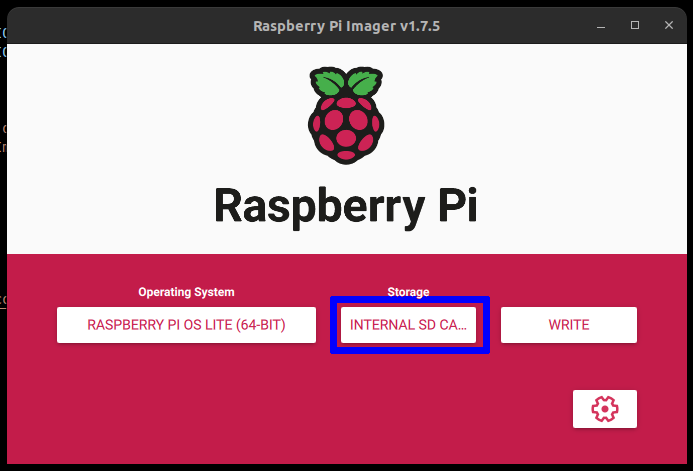 Raspberry Pi Imager v1.7.5
Raspberry Pi
Operating System
Storage
RASPBERRY PI OS LITE (64-BIT)
INTERNAL SD CA...
WRITE